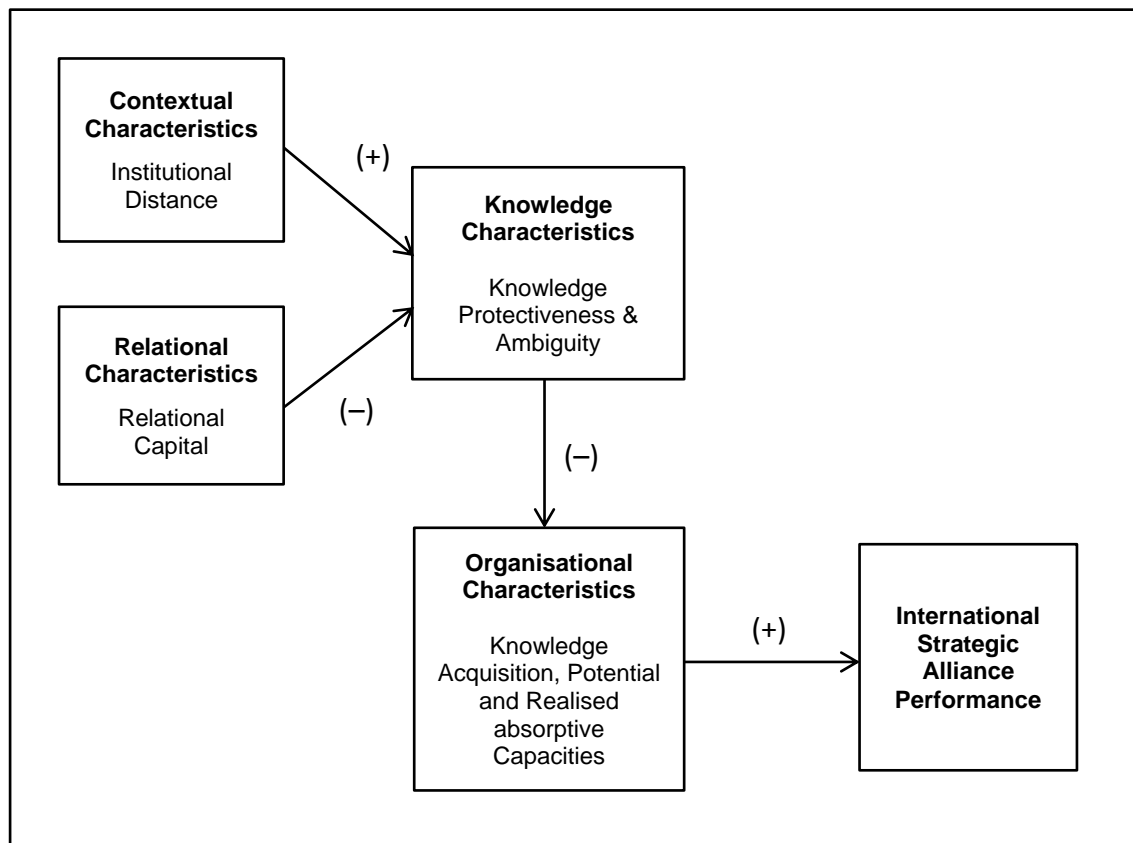 Contextual
Characteristics
Institutional
Distance
(+)
Knowledge
Characteristics
Knowledge
Protectiveness &
Ambiguity
Relational
Characteristics
Relational
Capital
(–)
(–)
Organisational
Characteristics
Knowledge
Acquisition, Potential
and Realised
absorptive
Capacities
(+)
International
Strategic
Alliance
Performance